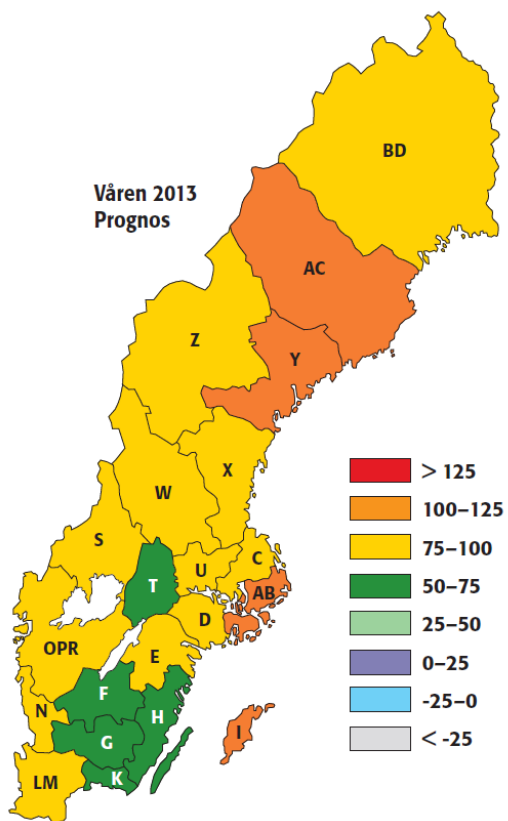 BD
Våren 2013
Prognos
AC
Z
Y
X
W
S
U
C
T
AB
D
OPR
E
F
N
H
G
I
K
LM
> 125
100–125
75–100
50–75
25–50
0–25
-25–0
< -25